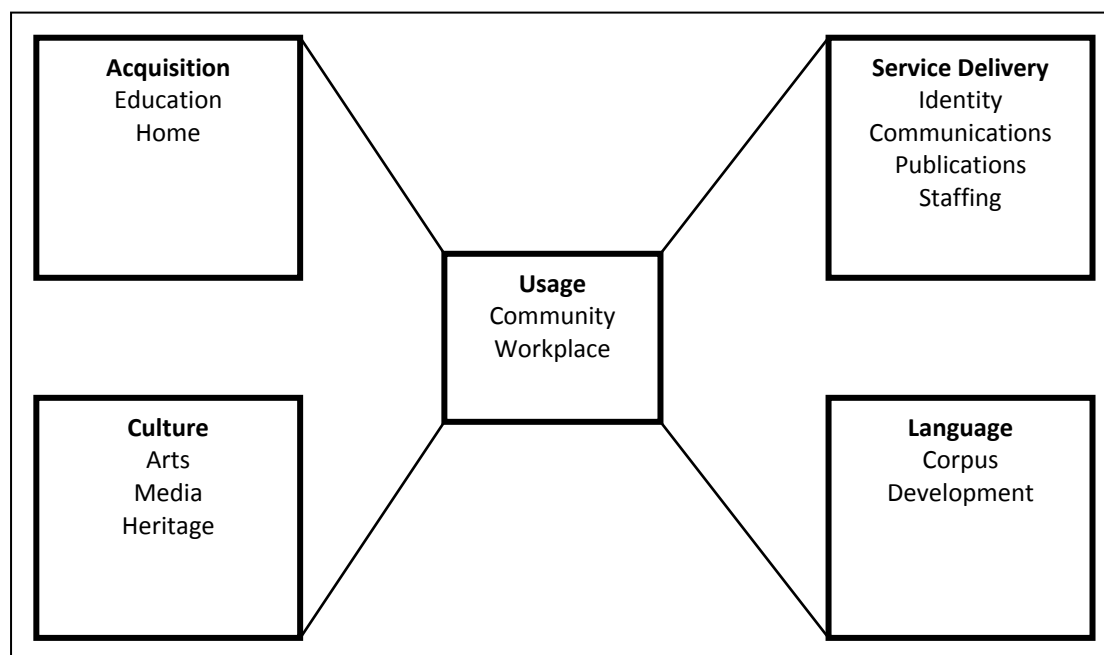 Acquisition
Education
Home
Service Delivery
Identity
Communications
Publications
Staffing
Usage
Community
Workplace
Culture
Arts
Media
Heritage
Language
Corpus
Development